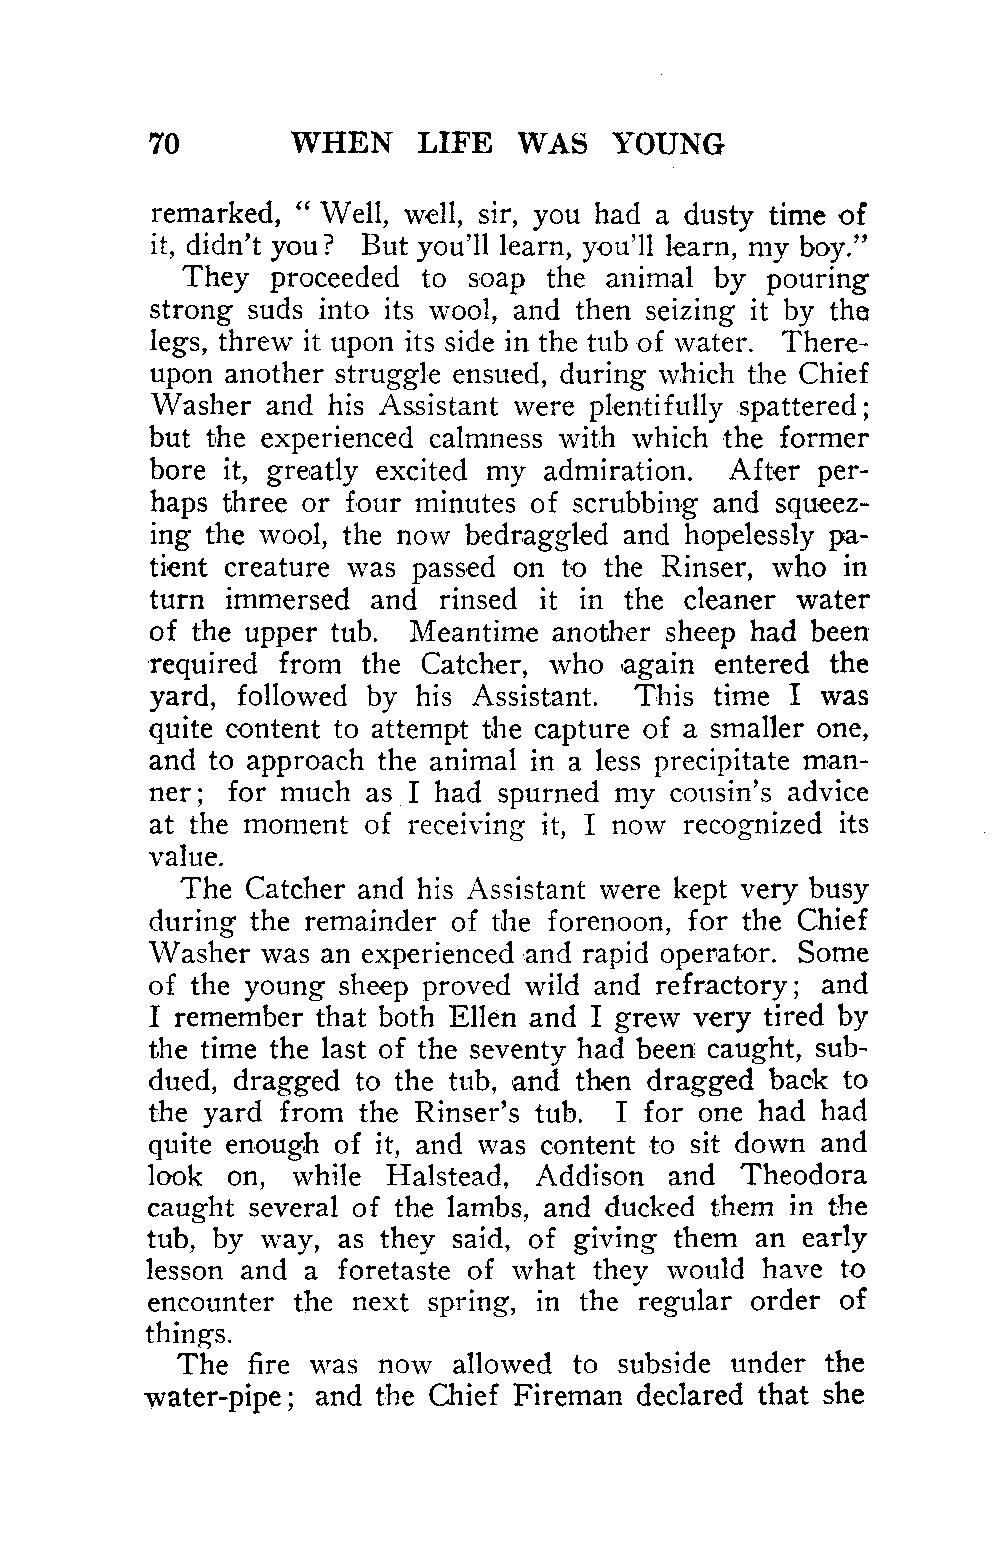 70 WHEN LIFE WAS YOUNG
remarked, “ Well, well, sir, you had a dusty time of
it, didn't you? But you'll learn, you'll learn, my boy.”
They proceeded to soap the animal by pouring
strong suds into its wool, and then seizing it by the
legs, threw it upon its side in the tub of water. There-
upon another struggle ensued, during which the Chief
Washer and his Assistant were plentifully spattered;
but the experienced calmness with which the former
bore it, greatly excited my admiration. After per-
haps three or four minutes of scrubbing and squeez-
ing the wool, the now bedraggled and hopelessly pa-
tient creature was passed on to the Rinser, who in
turn immersed and rinsed it in the cleaner water
of the upper tub. Meantime another sheep had been
required from the Catcher, who again entered the
yard, followed by his Assistant. This time I was
quite content to attempt the capture of a smaller one,
and to approach the animal in a less precipitate man-
ner; for much as I had spurned my cousin's advice
at the moment of receiving it, I now recognized its
value.
The Catcher and his Assistant were kept very busy
during the remainder of the forenoon, for the Chief
Washer was an experienced and rapid operator. Some
of the young sheep proved wild and refractory; and
I remember that both Ellen and I grew very tired by
the time the last of the seventy had been caught, sub-
dued, dragged to the tub, and then dragged back to
the yard from the Rinser's tub. I for one had had
quite enough of it, and was content to sit down and
look on, while Halstead, Addison and Theodora
caught several of the lambs, and ducked them in the
tub, by way, as they said, of giving them an early
lesson and a foretaste of what they would have to
encounter the next spring, in the regular order of
things.
The fire was now allowed to subside under the
water-pipe; and the Chief Fireman declared that she